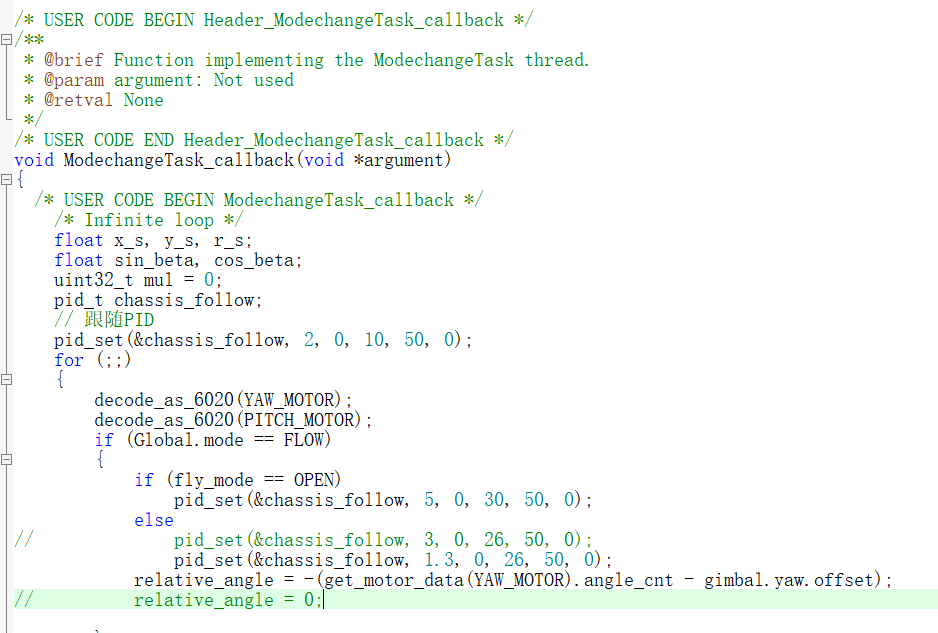 /* USER CODE BEGIN Header_ModechangeTask_callback */
/**
 * @brief Function implementing the ModechangeTask thread.
 * @param argument: Not used
 * @retval None
 */
/* USER CODE END Header_ModechangeTask_callback */
void ModechangeTask_callback(void *argument)
{
  /* USER CODE BEGIN ModechangeTask_callback */
    /* Infinite loop */
    float x_s, y_s, r_s;
    float sin_beta, cos_beta;
    uint32_t mul = 0;
    pid_t chassis_follow;
    // 跟随PID
    pid_set(&chassis_follow, 2, 0, 10, 50, 0);
    for (;;)
    {
        decode_as_6020(YAW_MOTOR);
        decode_as_6020(PITCH_MOTOR);
        if (Global.mode == FLOW)
        {
            if (fly_mode == OPEN)
                pid_set(&chassis_follow, 5, 0, 30, 50, 0);
            else
//              pid_set(&chassis_follow, 3, 0, 26, 50, 0);
                pid_set(&chassis_follow, 1.3, 0, 26, 50, 0);
            relative_angle = -(get_motor_data(YAW_MOTOR).angle_cnt - gimbal.yaw.offset);
//          relative_angle = 0;